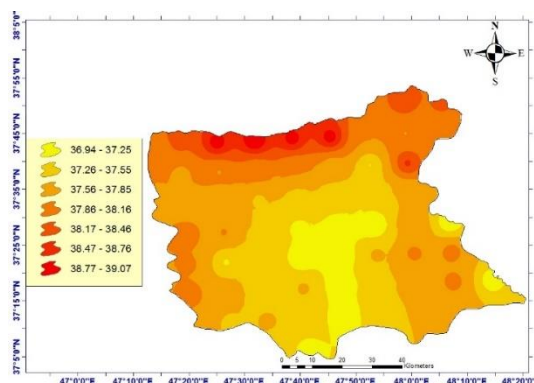 N
W E
S
38°5'0"N
37°55'0"N
37°45'0"N
37°35'0"N
37°25'0"N
37°15'0"N
37°5'0"N
36.94 - 37.25
37.26 - 37.55
37.56 - 37.85
37.86 - 38.16
38.17 - 38.46
38.47 - 38.76
38.77 - 39.07
0 5 10 20 30 40
Kilometers
47°0'0"E 47°10'0"E 47°20'0"E 47°30'0"E 47°40'0"E 47°50'0"E 48°0'0"E 48°10'0"E 48°20'0"E